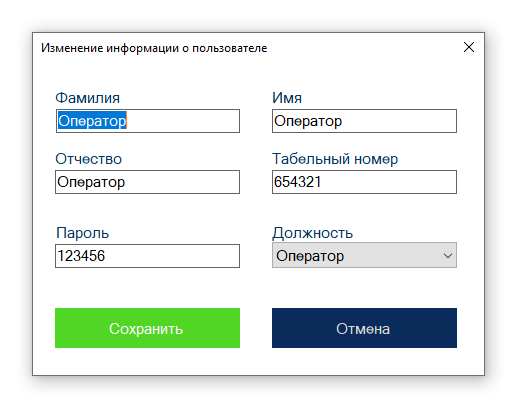 Изменение информации о пользователе
Фамилия
Имя
Оператор
Оператор
Отчество
Табельный номер
Оператор
654321
Пароль
Должность
123456
Оператор
Сохранить
Отмена